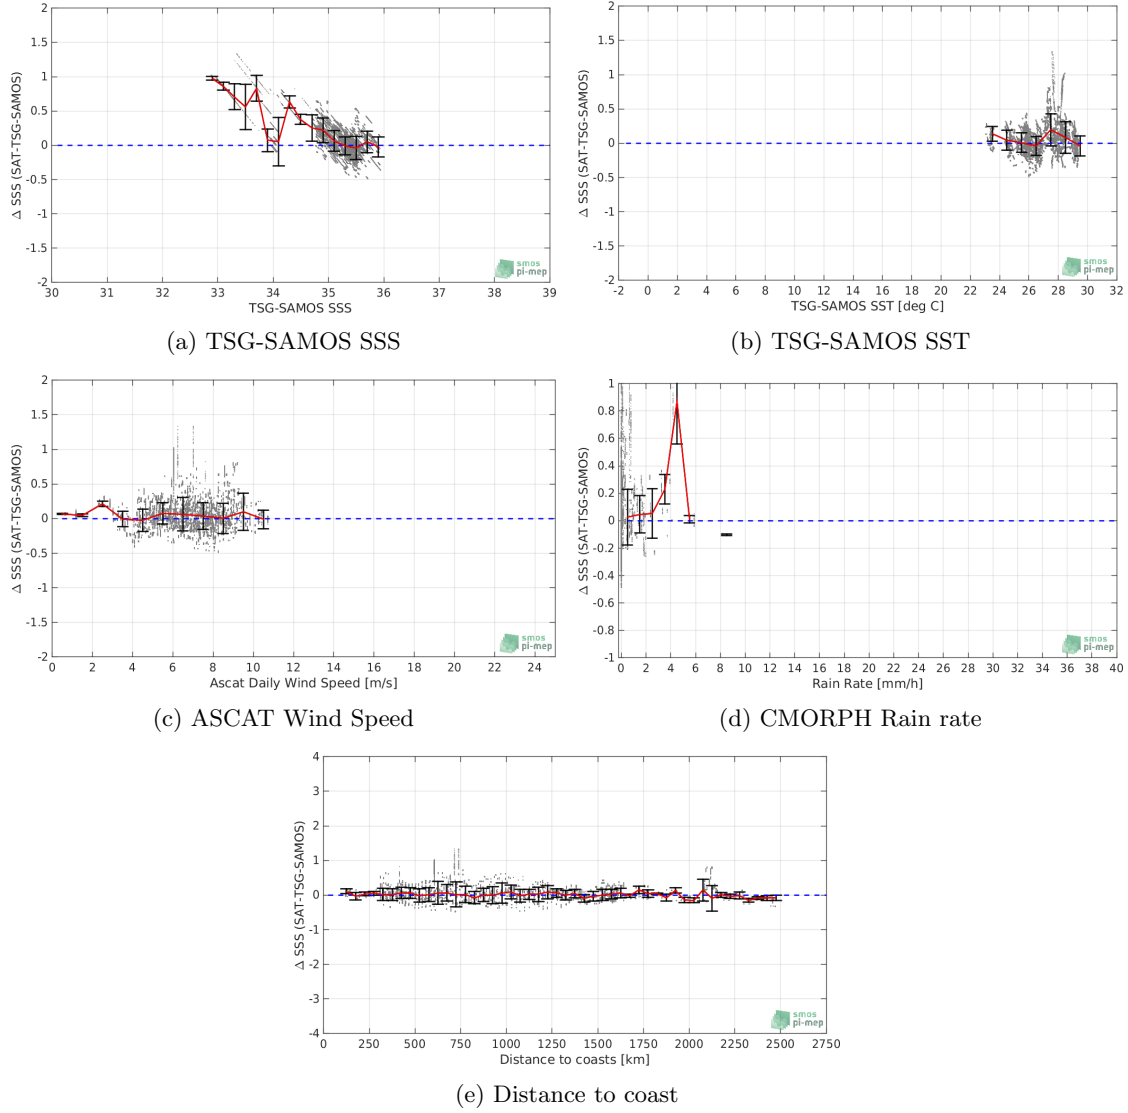 2
1.5
1
0.5
0
-0.5
-1
-1.5
-2
Δ SSS (SAT-TSG-SAMOS)
30 31 32 33 34 35 36 37 38 39
TSG-SAMOS SSS
smos
pi-mep
(a) TSG-SAMOS SSS
2
1.5
1
0.5
0
-0.5
-1
-1.5
-2
Δ SSS (SAT-TSG-SAMOS)
-2 0 2 4 6 8 10 12 14 16 18 20 22 24 26 28 30 32
TSG-SAMOS SST [deg C]
smos
pi-mep
(b) TSG-SAMOS SST
2
1.5
1
0.5
0
-0.5
-1
-1.5
-2
Δ SSS (SAT-TSG-SAMOS)
0 2 4 6 8 10 12 14 16 18 20 22 24
Ascat Daily Wind Speed [m/s]
smos
pi-mep
(c) ASCAT Wind Speed
1
0.8
0.6
0.4
0.2
0
-0.2
-0.4
-0.6
-0.8
-1
Δ SSS (SAT-TSG-SAMOS)
0 2 4 6 8 10 12 14 16 18 20 22 24 26 28 30 32 34 36 38 40
Rain Rate [mm/h]
smos
pi-mep
(d) CMORPH Rain rate
4
3
2
1
0
-1
-2
-3
-4
Δ SSS (SAT-TSG-SAMOS)
0 250 500 750 1000 1250 1500 1750 2000 2250 2500 2750
Distance to coasts [km]
smos
pi-mep
(e) Distance to coast